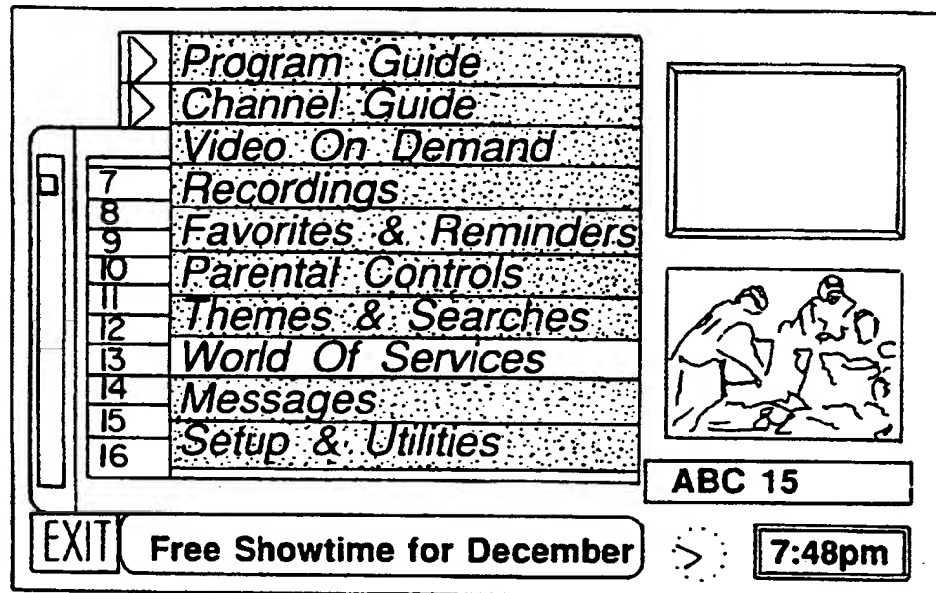 Program Guide
Channel Guide
Video On Demand
7 Recordings
8
9 Favorites & Reminders
10 Parental Controls
11
12 Themes & Searches
13 World Of Services
14 Messages
15
16 Setup & Utilities
ABC 15
EXIT Free Showtime for December 7:48pm